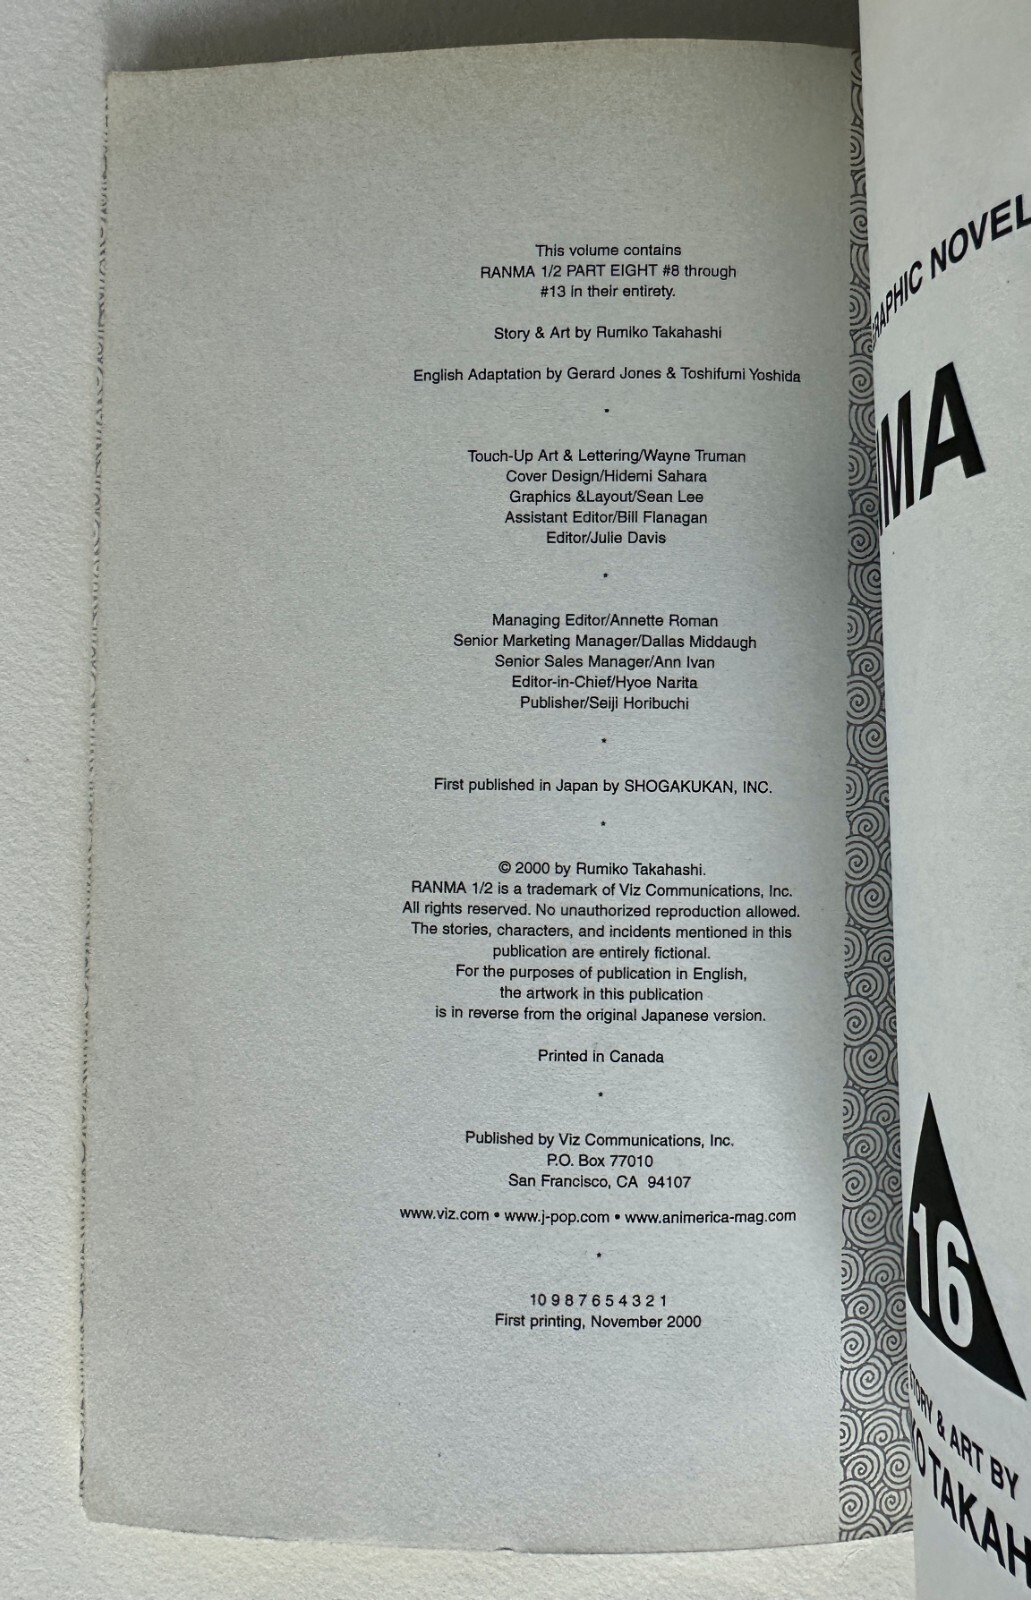 This volume contains
RANMA 1/2 PART EIGHT #8 through
#13 in their entirety.
Story & Art by Rumiko Takahashi
English Adaptation by Gerard Jones & Toshifumi Yoshida
•
Touch-Up Art & Lettering/Wayne Truman
Cover Design/Hidemi Sahara
Graphics &Layout/Sean Lee
Assistant Editor/Bill Flanagan
Editor/Julie Davis
•
Managing Editor/Annette Roman
Senior Marketing Manager/Dallas Middaugh
Senior Sales Manager/Ann Ivan
Editor-in-Chief/Hyoe Narita
Publisher/Seiji Horibuchi
•
First published in Japan by SHOGAKUKAN, INC.
•
© 2000 by Rumiko Takahashi.
RANMA 1/2 is a trademark of Viz Communications, Inc.
All rights reserved. No unauthorized reproduction allowed.
The stories, characters, and incidents mentioned in this
publication are entirely fictional.
For the purposes of publication in English,
the artwork in this publication
is in reverse from the original Japanese version.
Printed in Canada
•
Published by Viz Communications, Inc.
P.O. Box 77010
San Francisco, CA 94107
www.viz.com • www.j-pop.com • www.animerica-mag.com
•
10 9 8 7 6 5 4 3 2 1
First printing, November 2000
RAPHIC NOVEL
MA
16
STORY & ART BY
KO TAKAH